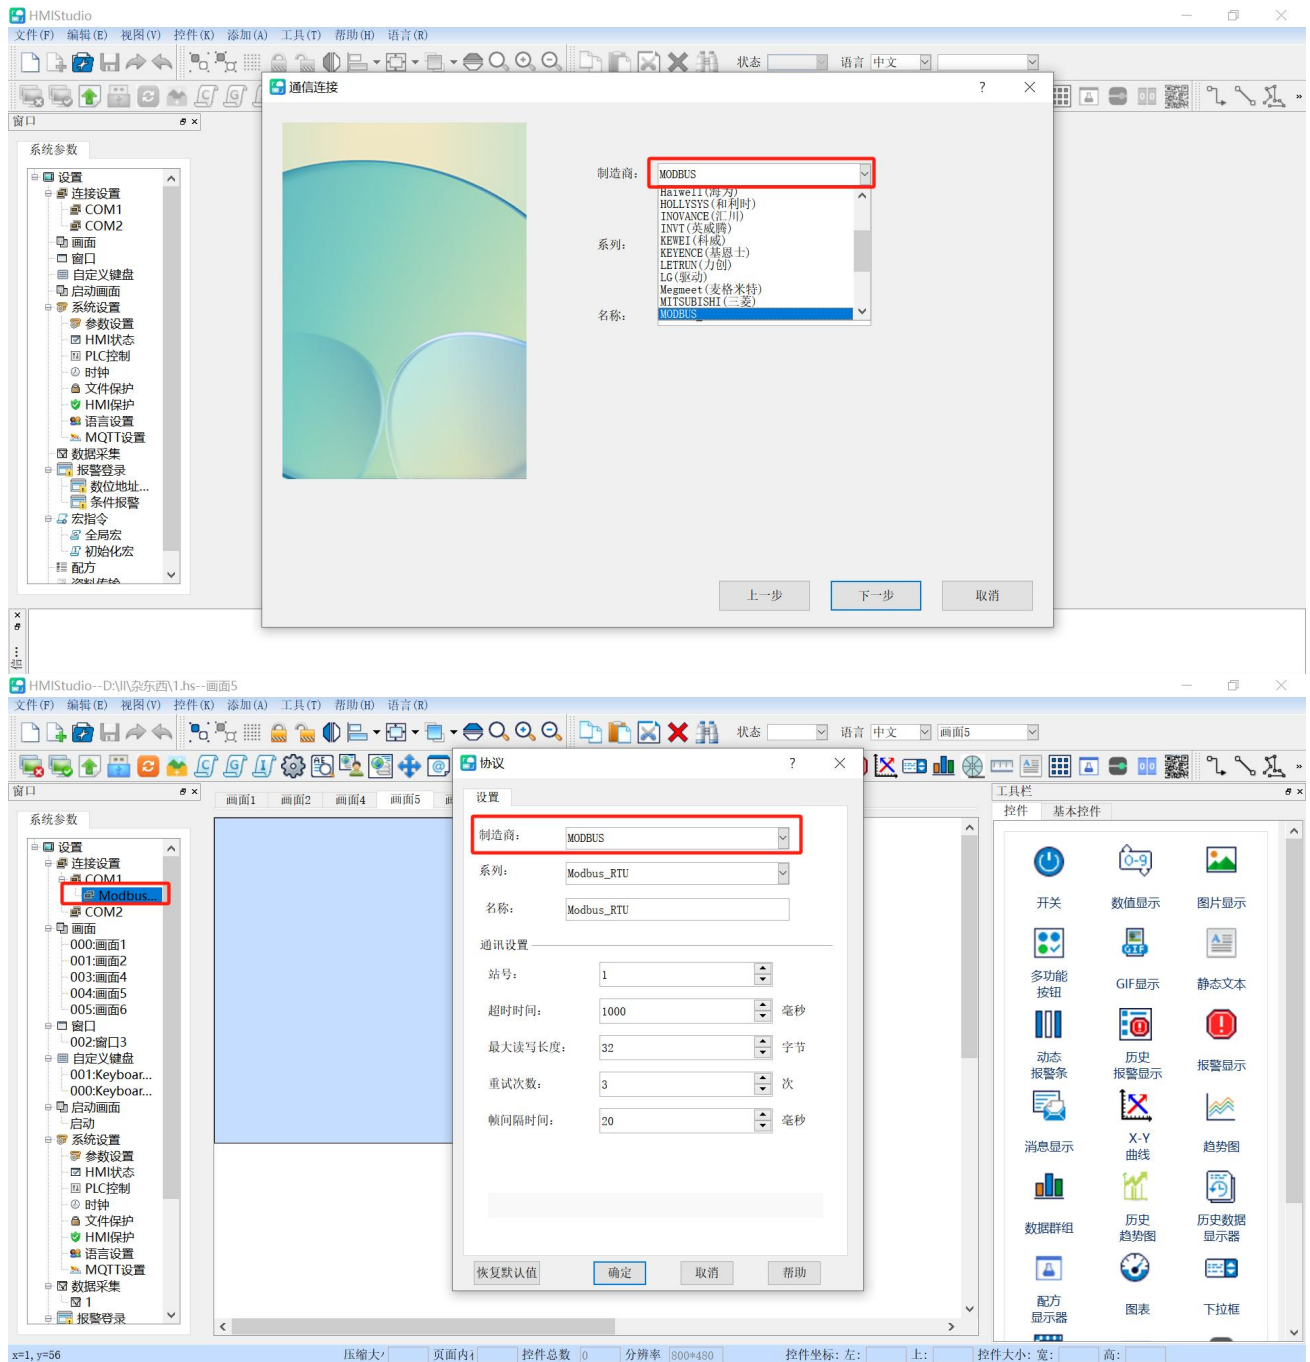 HMIStudio
文件(F) 编辑(E) 视图(V) 控件(K) 添加(A) 工具(T) 帮助(H) 语言(R)
状态 语言 中文
窗口
系统参数
设置
连接设置
COM1
COM2
画面
窗口
自定义键盘
启动画面
系统设置
参数设置
HMI状态
PLC控制
时钟
文件保护
HMI保护
语言设置
MQTT设置
数据采集
报警登录
数位地址...
条件报警
宏指令
全局宏
初始化宏
配方
资料传输
信...
通信连接
?
制造商: MODBUS
Haiwell(海为)
HOLLYSYS(和利时)
INOVANCE(汇川)
INVT(英威腾)
KEWEI(科威)
KEYENCE(基恩士)
LETRUN(力创)
LG(驱动)
Megmeet(麦格米特)
MITSUBISHI(三菱)
MODBUS
系列:
名称:
上一步 下一步 取消
HMIStudio--D:\ll\杂东西\1.hs--画面5
文件(F) 编辑(E) 视图(V) 控件(K) 添加(A) 工具(T) 帮助(H) 语言(R)
状态 语言 中文 画面5
窗口
画面1 画面2 画面4 画面5
系统参数
设置
连接设置
COM1
Modbus...
COM2
画面
000:画面1
001:画面2
003:画面4
004:画面5
005:画面6
窗口
002:窗口3
自定义键盘
001:Keyboar...
000:Keyboar...
启动画面
启动
系统设置
参数设置
HMI状态
PLC控制
时钟
文件保护
HMI保护
语言设置
MQTT设置
数据采集
1
报警登录
协议
?
设置
制造商: MODBUS
系列: Modbus_RTU
名称: Modbus_RTU
通讯设置
站号: 1
超时时间: 1000 毫秒
最大读写长度: 32 字节
重试次数: 3 次
帧间隔时间: 20 毫秒
恢复默认值 确定 取消 帮助
工具栏
控件 基本控件
开关 数值显示 图片显示
多功能按钮 GIF显示 静态文本
动态报警条 历史报警显示 报警显示
消息显示 X-Y曲线 趋势图
数据群组 历史趋势图 历史数据显示器
配方显示器 图表 下拉框
x=1, y=56 压缩大 页面内 控件总数 0 分辨率 800*480 控件坐标: 左: 上: 控件大小: 宽: 高: